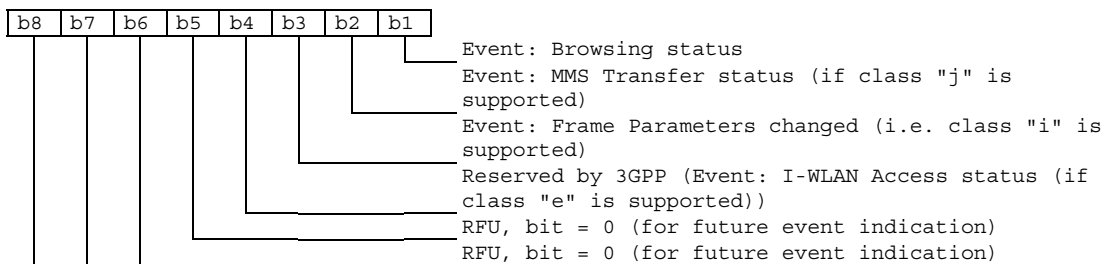 b8 b7 b6 b5 b4 b3 b2 b1
Event: Browsing status
Event: MMS Transfer status (if class "j" is
supported)
Event: Frame Parameters changed (i.e. class "i" is
supported)
Reserved by 3GPP (Event: I-WLAN Access status (if
class "e" is supported))
RFU, bit = 0 (for future event indication)
RFU, bit = 0 (for future event indication)